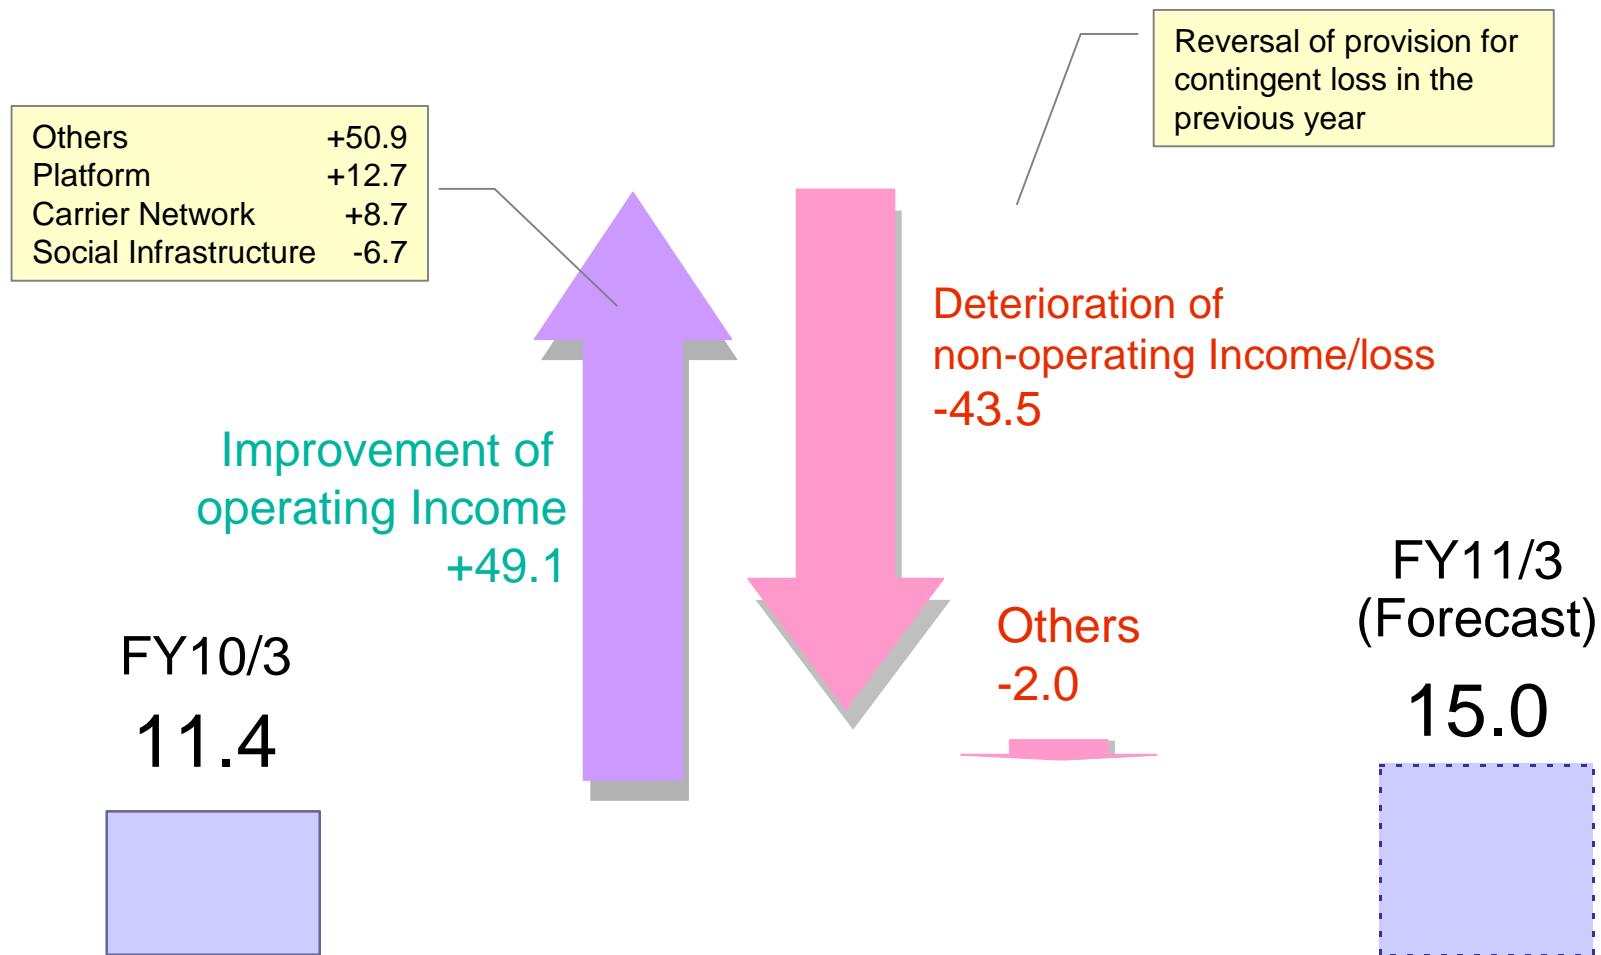 Reversal of provision for
contingent loss in the
previous year
Others +50.9
Platform +12.7
Carrier Network +8.7
Social Infrastructure -6.7
Deterioration of
non-operating Income/loss
-43.5
Improvement of
operating Income
+49.1
Others
-2.0
FY10/3
11.4
FY11/3
(Forecast)
15.0